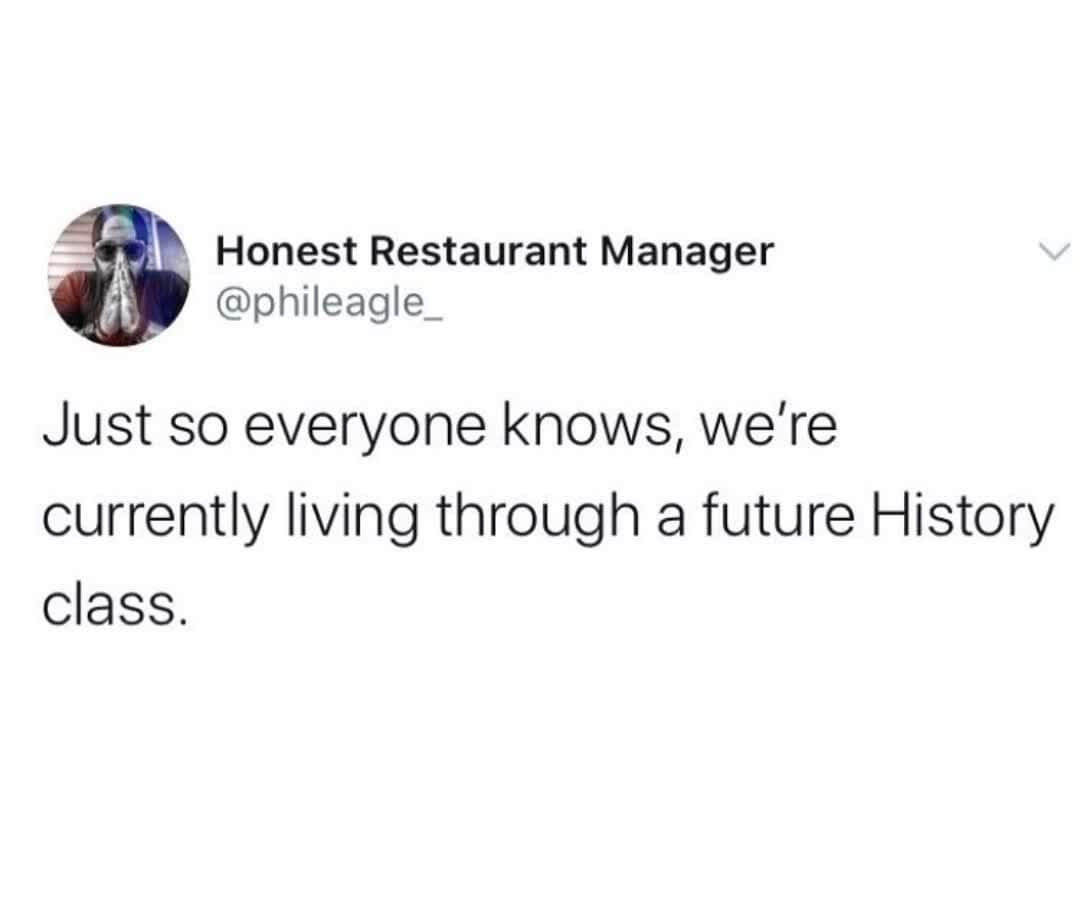 Honest Restaurant Manager
@phileagle_
Just so everyone knows, we’re
currently living through a future History
class.